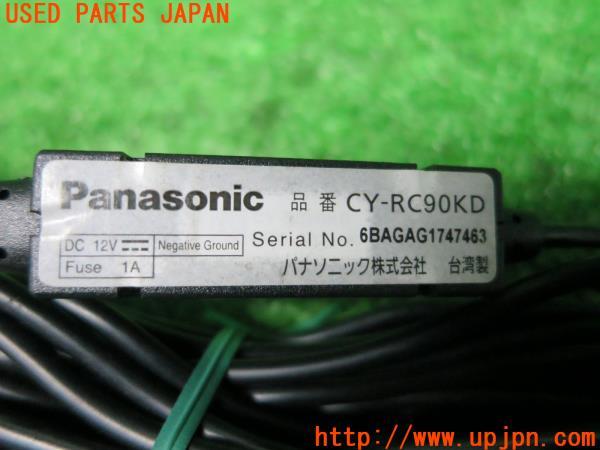 USED PARTS JAPAN
Panasonic 品番 CY-RC90KD
DC 12V ⎓ Negative Ground Serial No. 6BAGAG1747463
Fuse 1A パナソニック株式会社 台湾製
http://www.upjpn.com